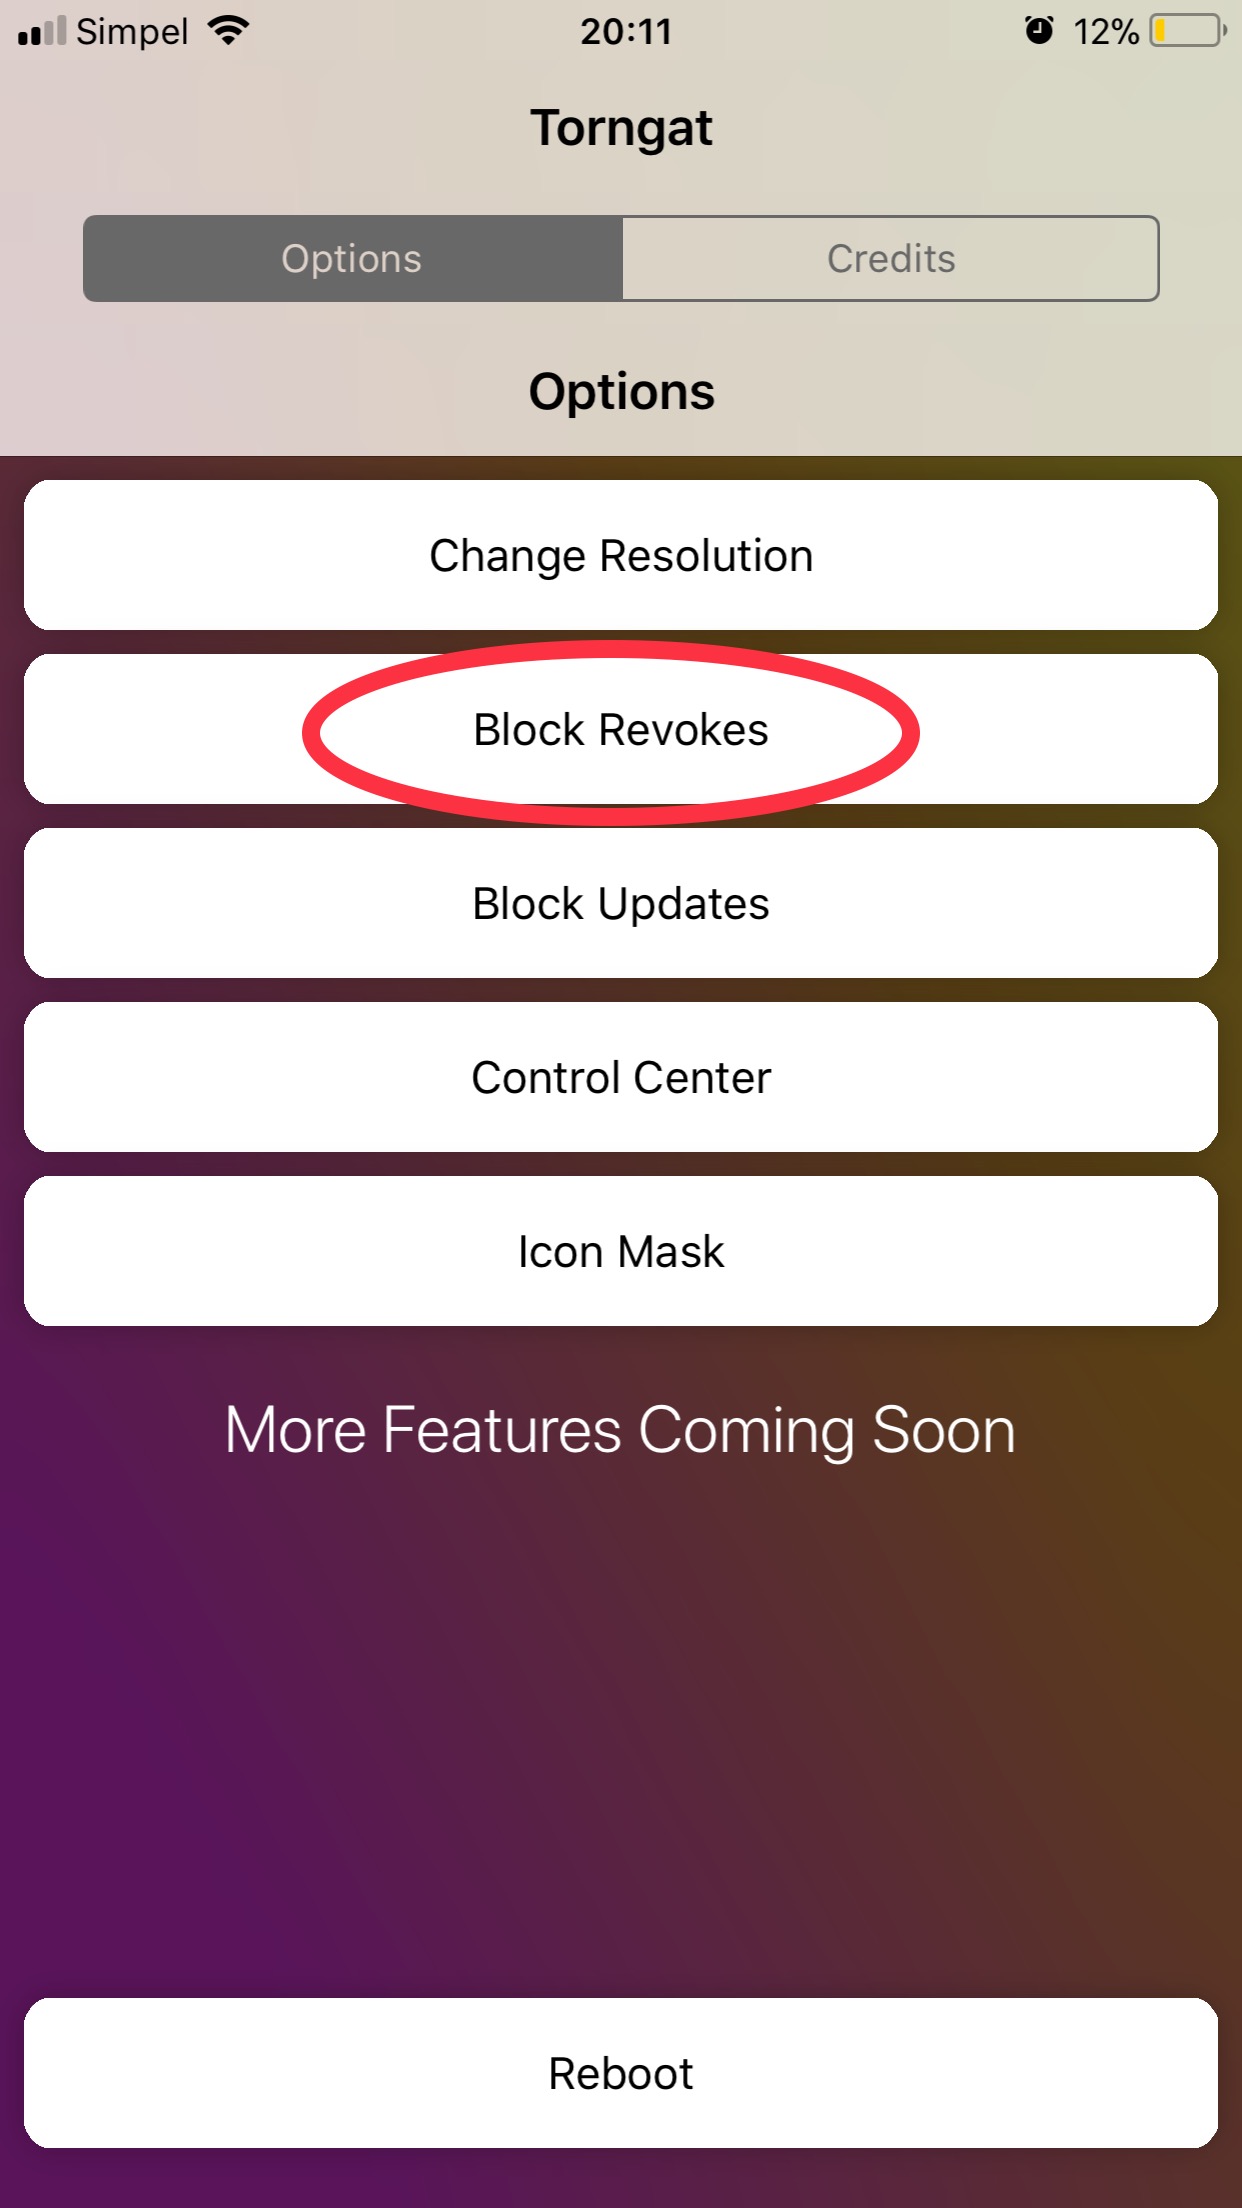 Simpel 20:11 12%
Torngat
Options Credits
Options
Change Resolution
Block Revokes
Block Updates
Control Center
Icon Mask
More Features Coming Soon
Reboot